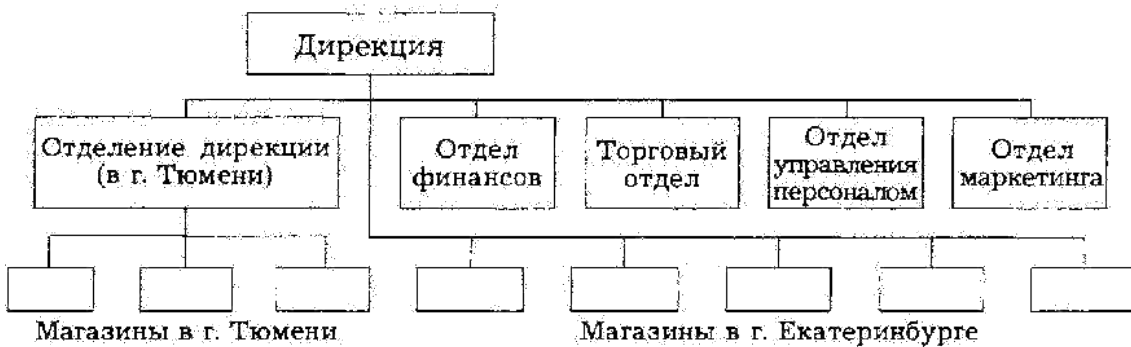 Дирекция
Отделение дирекции
(в г. Тюмени)
Отдел
финансов
Торговый
отдел
Отдел
управления
персоналом
Отдел
маркетинга
Магазины в г. Тюмени
Магазины в г. Екатеринбурге